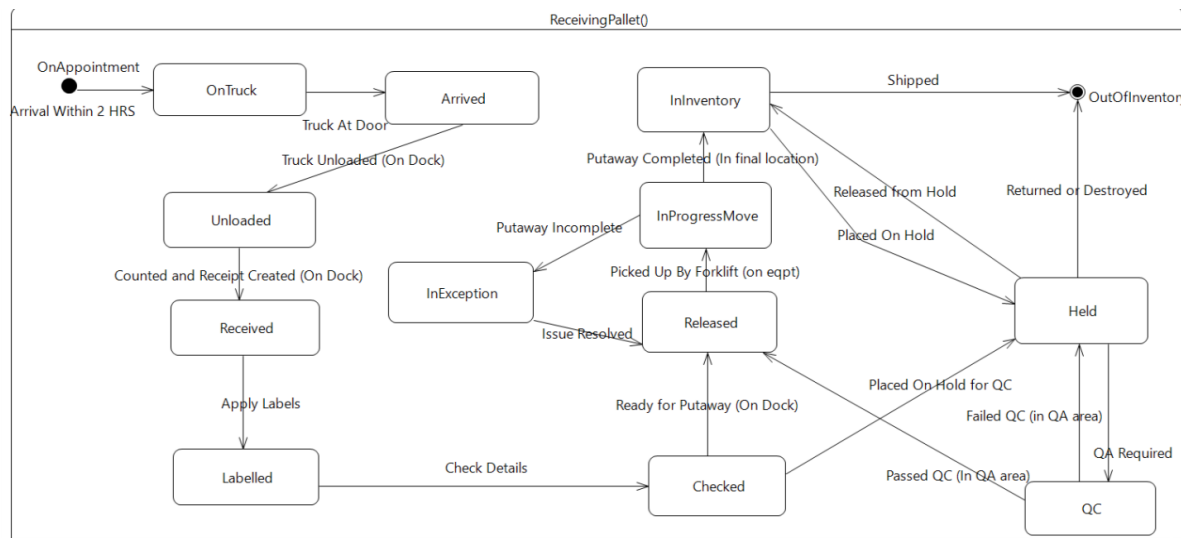 ReceivingPallet()
OnAppointment
Arrival Within 2 HRS
OnTruck
Arrived
Truck At Door
Truck Unloaded (On Dock)
Unloaded
Counted and Receipt Created (On Dock)
Received
Apply Labels
Labelled
Check Details
Checked
Ready for Putaway (On Dock)
Placed On Hold for QC
Released
Picked Up By Forklift (on eqpt)
InProgressMove
Putaway Incomplete
InException
Issue Resolved
Putaway Completed (In final location)
InInventory
Shipped
OutOfInventory
Released from Hold
Placed On Hold
Returned or Destroyed
Held
Failed QC (in QA area)
QA Required
Passed QC (In QA area)
QC